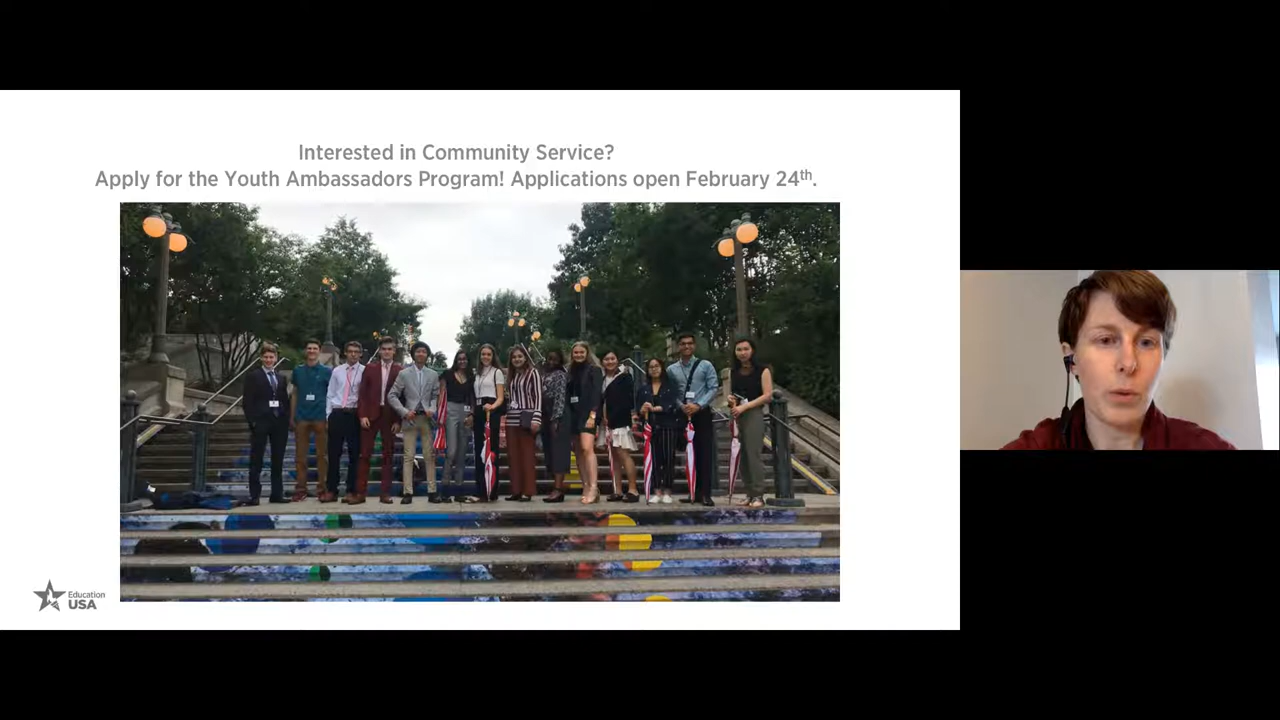 Interested in Community Service?
Apply for the Youth Ambassadors Program! Applications open February 24th.
Education
USA